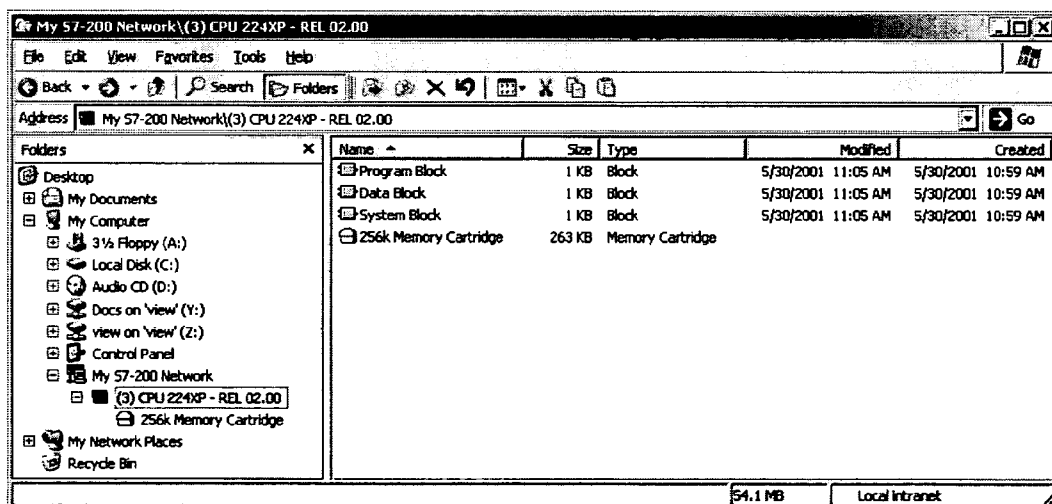 My S7-200 Network\(3) CPU 224XP - REL 02.00
File Edit View Favorites Tools Help
Back Search Folders
Address My S7-200 Network\(3) CPU 224XP - REL 02.00 Go
Folders
Desktop
My Documents
My Computer
3½ Floppy (A:)
Local Disk (C:)
Audio CD (D:)
Docs on 'view' (Y:)
view on 'view' (Z:)
Control Panel
My S7-200 Network
(3) CPU 224XP - REL 02.00
256k Memory Cartridge
My Network Places
Recycle Bin
Name Size Type Modified Created
Program Block 1 KB Block 5/30/2001 11:05 AM 5/30/2001 10:59 AM
Data Block 1 KB Block 5/30/2001 11:05 AM 5/30/2001 10:59 AM
System Block 1 KB Block 5/30/2001 11:05 AM 5/30/2001 10:59 AM
256k Memory Cartridge 263 KB Memory Cartridge
54.1 MB Local intranet